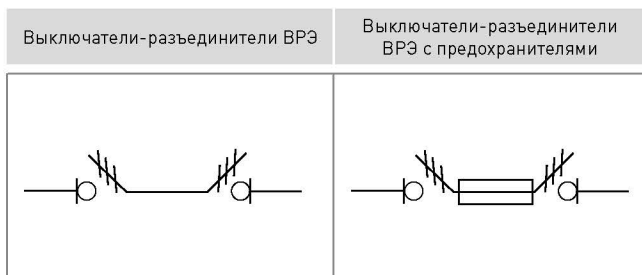 Выключатели-разъединители ВРЭ
Выключатели-разъединители
ВРЭ с предохранителями